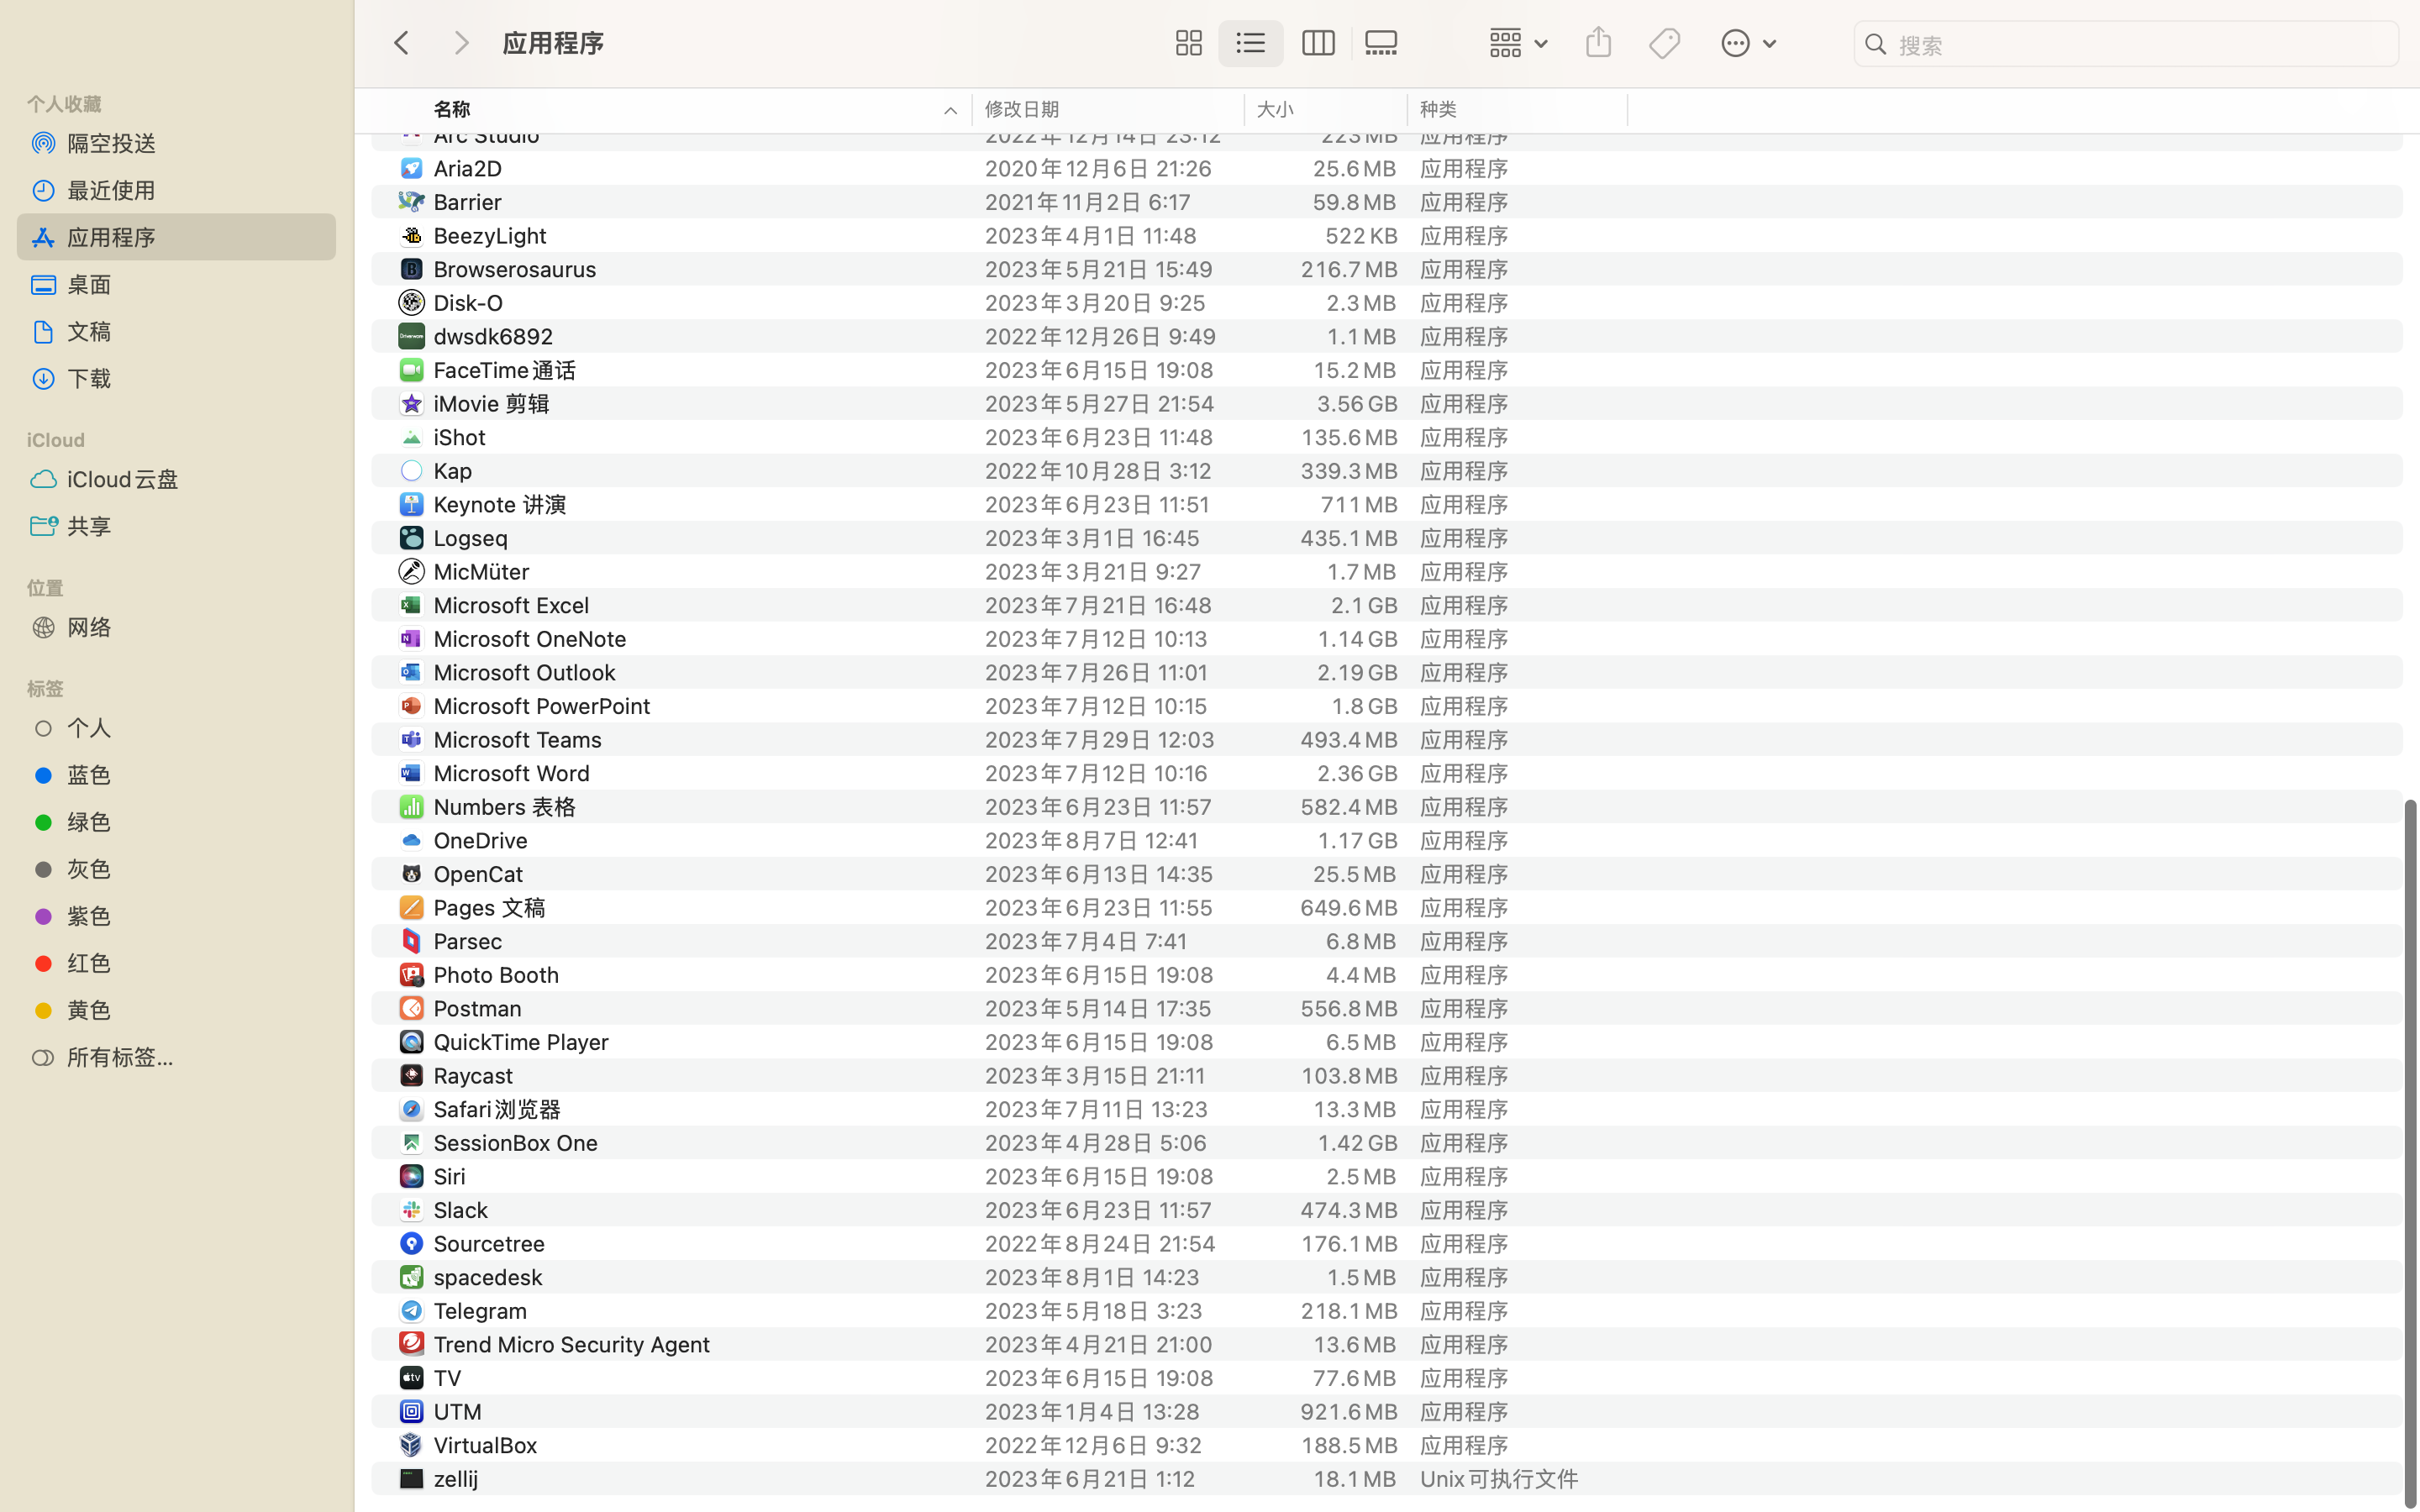 应用程序
搜索
个人收藏
隔空投送
最近使用
应用程序
桌面
文稿
下载
iCloud
iCloud云盘
共享
位置
网络
标签
个人
蓝色
绿色
灰色
紫色
红色
黄色
所有标签...
名称 修改日期 大小 种类
Arc Studio 2022年12月14日 23:12 223 MB 应用程序
Aria2D 2020年12月6日 21:26 25.6 MB 应用程序
Barrier 2021年11月2日 6:17 59.8 MB 应用程序
BeezyLight 2023年4月1日 11:48 522 KB 应用程序
Browserosaurus 2023年5月21日 15:49 216.7 MB 应用程序
Disk-O 2023年3月20日 9:25 2.3 MB 应用程序
dwsdk6892 2022年12月26日 9:49 1.1 MB 应用程序
FaceTime通话 2023年6月15日 19:08 15.2 MB 应用程序
iMovie 剪辑 2023年5月27日 21:54 3.56 GB 应用程序
iShot 2023年6月23日 11:48 135.6 MB 应用程序
Kap 2022年10月28日 3:12 339.3 MB 应用程序
Keynote 讲演 2023年6月23日 11:51 711 MB 应用程序
Logseq 2023年3月1日 16:45 435.1 MB 应用程序
MicMüter 2023年3月21日 9:27 1.7 MB 应用程序
Microsoft Excel 2023年7月21日 16:48 2.1 GB 应用程序
Microsoft OneNote 2023年7月12日 10:13 1.14 GB 应用程序
Microsoft Outlook 2023年7月26日 11:01 2.19 GB 应用程序
Microsoft PowerPoint 2023年7月12日 10:15 1.8 GB 应用程序
Microsoft Teams 2023年7月29日 12:03 493.4 MB 应用程序
Microsoft Word 2023年7月12日 10:16 2.36 GB 应用程序
Numbers 表格 2023年6月23日 11:57 582.4 MB 应用程序
OneDrive 2023年8月7日 12:41 1.17 GB 应用程序
OpenCat 2023年6月13日 14:35 25.5 MB 应用程序
Pages 文稿 2023年6月23日 11:55 649.6 MB 应用程序
Parsec 2023年7月4日 7:41 6.8 MB 应用程序
Photo Booth 2023年6月15日 19:08 4.4 MB 应用程序
Postman 2023年5月14日 17:35 556.8 MB 应用程序
QuickTime Player 2023年6月15日 19:08 6.5 MB 应用程序
Raycast 2023年3月15日 21:11 103.8 MB 应用程序
Safari浏览器 2023年7月11日 13:23 13.3 MB 应用程序
SessionBox One 2023年4月28日 5:06 1.42 GB 应用程序
Siri 2023年6月15日 19:08 2.5 MB 应用程序
Slack 2023年6月23日 11:57 474.3 MB 应用程序
Sourcetree 2022年8月24日 21:54 176.1 MB 应用程序
spacedesk 2023年8月1日 14:23 1.5 MB 应用程序
Telegram 2023年5月18日 3:23 218.1 MB 应用程序
Trend Micro Security Agent 2023年4月21日 21:00 13.6 MB 应用程序
TV 2023年6月15日 19:08 77.6 MB 应用程序
UTM 2023年1月4日 13:28 921.6 MB 应用程序
VirtualBox 2022年12月6日 9:32 188.5 MB 应用程序
zellij 2023年6月21日 1:12 18.1 MB Unix可执行文件